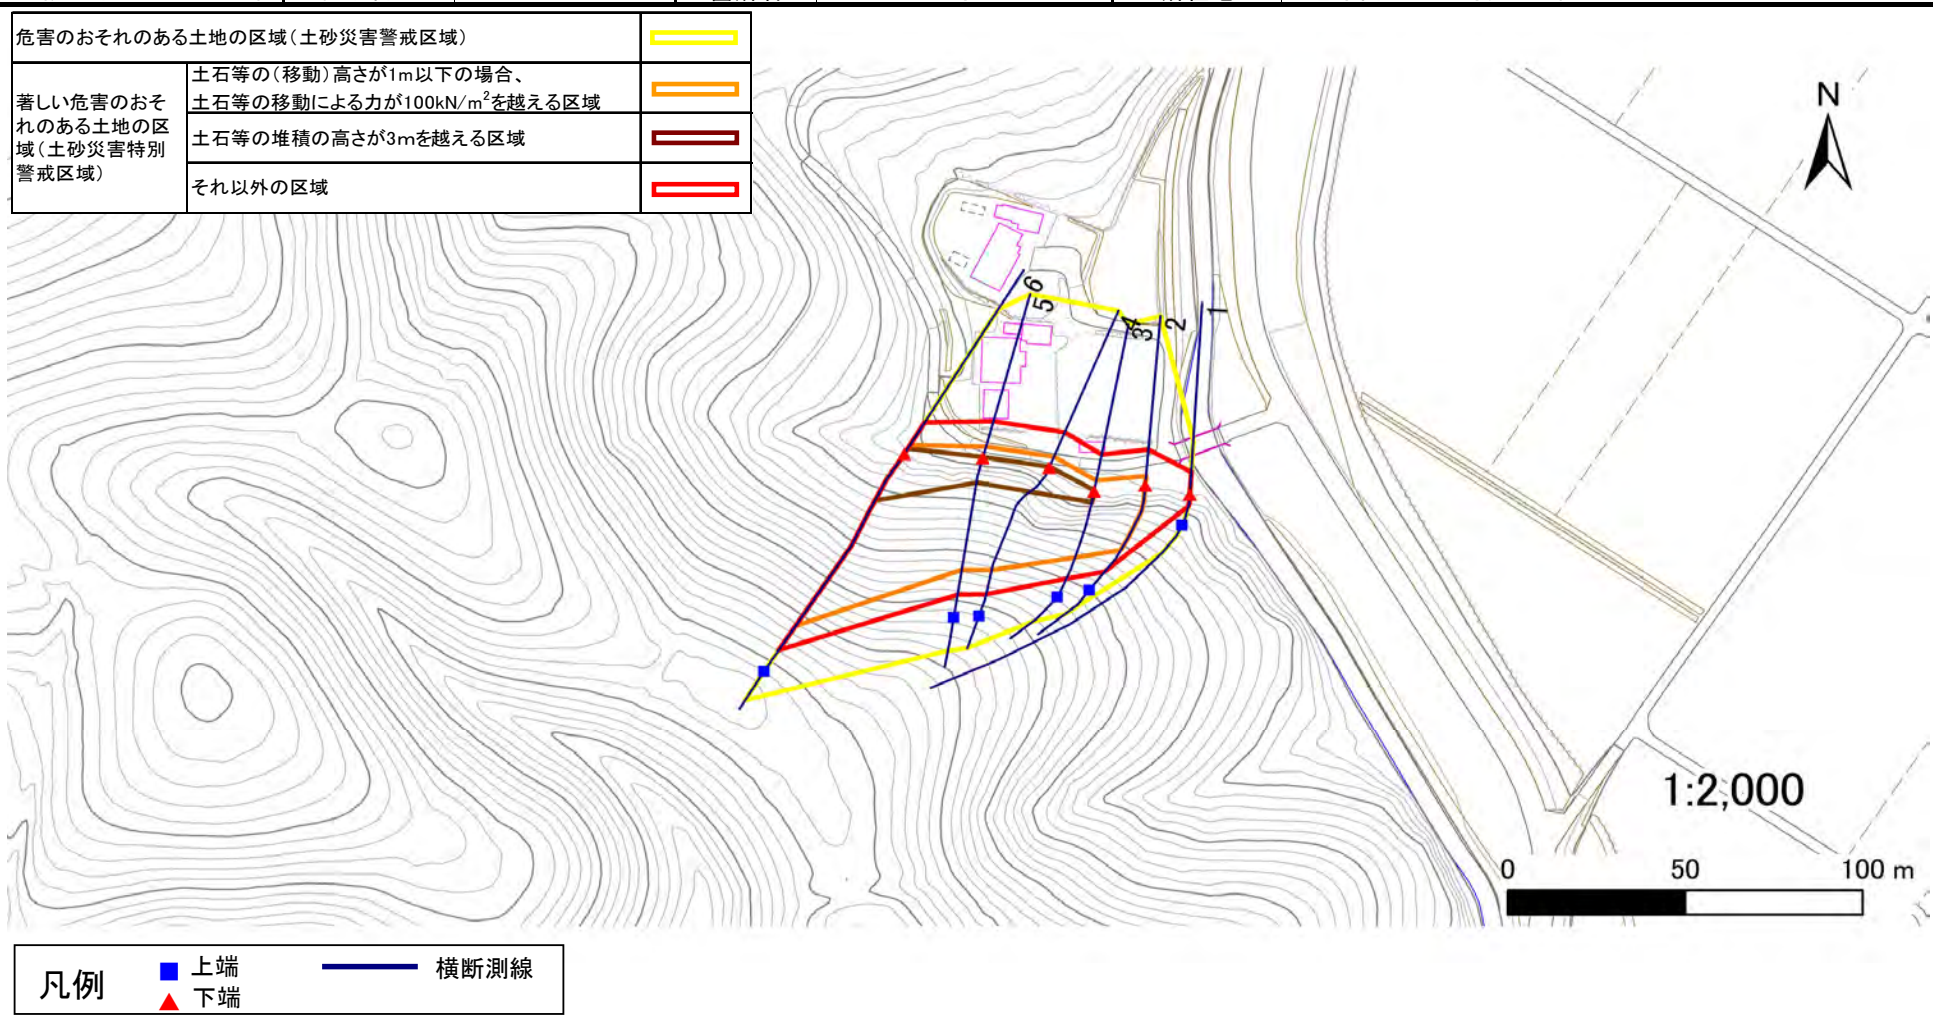 危害のおそれのある土地の区域(土砂災害警戒区域)
著しい危害のおそ
れのある土地の区
域(土砂災害特別
警戒区域)
土石等の(移動)高さが1m以下の場合、
土石等の移動による力が100kN/m²を越える区域
土石等の堆積の高さが3mを越える区域
それ以外の区域
N
6
5
4
3
2
1
1:2,000
0 50 100 m
凡例
上端
下端
横断測線